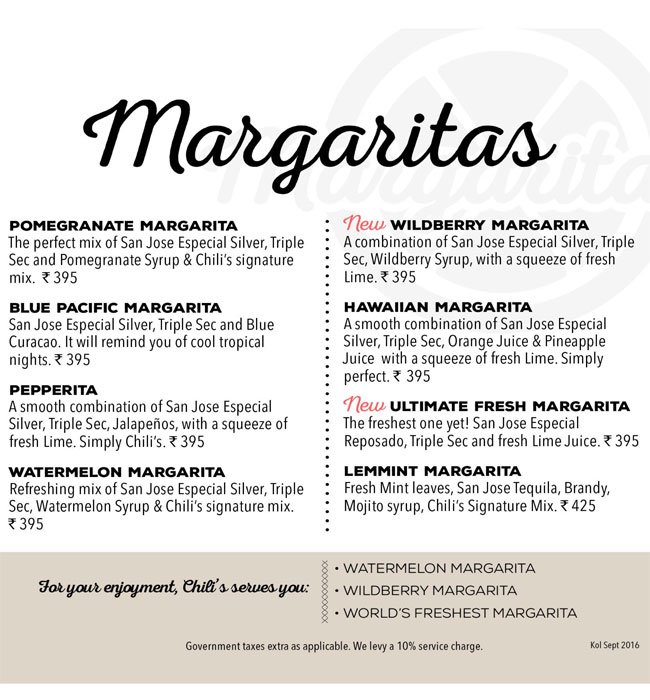 Margaritas
POMEGRANATE MARGARITA
The perfect mix of San Jose Especial Silver, Triple
Sec and Pomegranate Syrup & Chili's signature
mix. ₹ 395
BLUE PACIFIC MARGARITA
San Jose Especial Silver, Triple Sec and Blue
Curacao. It will remind you of cool tropical
nights. ₹ 395
PEPPERITA
A smooth combination of San Jose Especial
Silver, Triple Sec, Jalapeños, with a squeeze of
fresh Lime. Simply Chili's. ₹ 395
WATERMELON MARGARITA
Refreshing mix of San Jose Especial Silver, Triple
Sec, Watermelon Syrup & Chili's signature mix.
₹ 395
New WILDBERRY MARGARITA
A combination of San Jose Especial Silver, Triple
Sec, Wildberry Syrup, with a squeeze of fresh
Lime. ₹ 395
HAWAIIAN MARGARITA
A smooth combination of San Jose Especial
Silver, Triple Sec, Orange Juice & Pineapple
Juice with a squeeze of fresh Lime. Simply
perfect. ₹ 395
New ULTIMATE FRESH MARGARITA
The freshest one yet! San Jose Especial
Reposado, Triple Sec and fresh Lime Juice. ₹ 395
LEMMINT MARGARITA
Fresh Mint leaves, San Jose Tequila, Brandy,
Mojito syrup, Chili's Signature Mix. ₹ 425
For your enjoyment, Chili's serves you:
• WATERMELON MARGARITA
• WILDBERRY MARGARITA
• WORLD'S FRESHEST MARGARITA
Government taxes extra as applicable. We levy a 10% service charge.
Kol Sept 2016